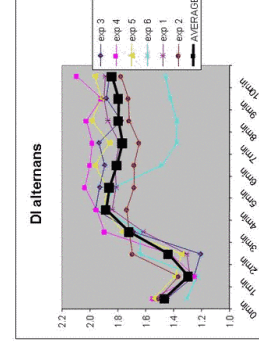 DI alternans
2.2
2.0
1.8
1.6
1.4
1.2
1.0
0min
1min
2min
3min
4min
5min
6min
7min
8min
9min
10min
exp 3
exp 4
exp 5
exp 6
exp 1
exp 2
AVERAGE